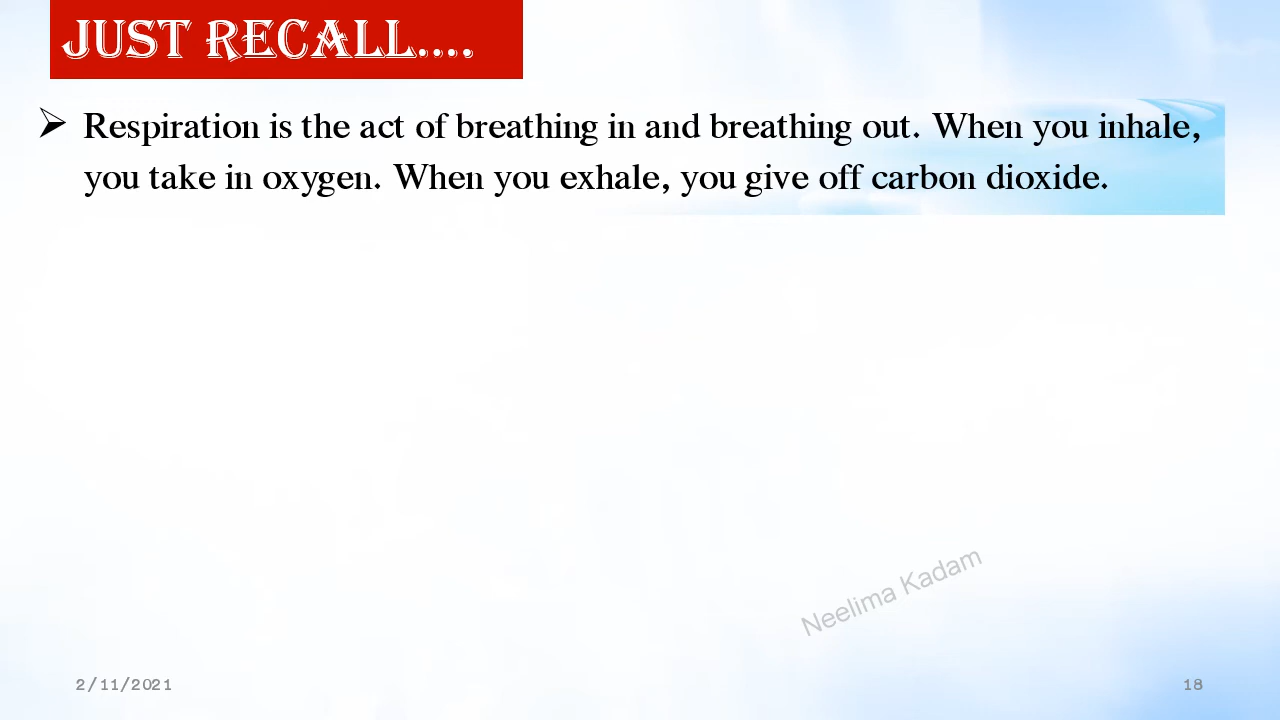 JUST RECALL....
➢ Respiration is the act of breathing in and breathing out. When you inhale,
you take in oxygen. When you exhale, you give off carbon dioxide.
Neelima Kadam
2/11/2021
18